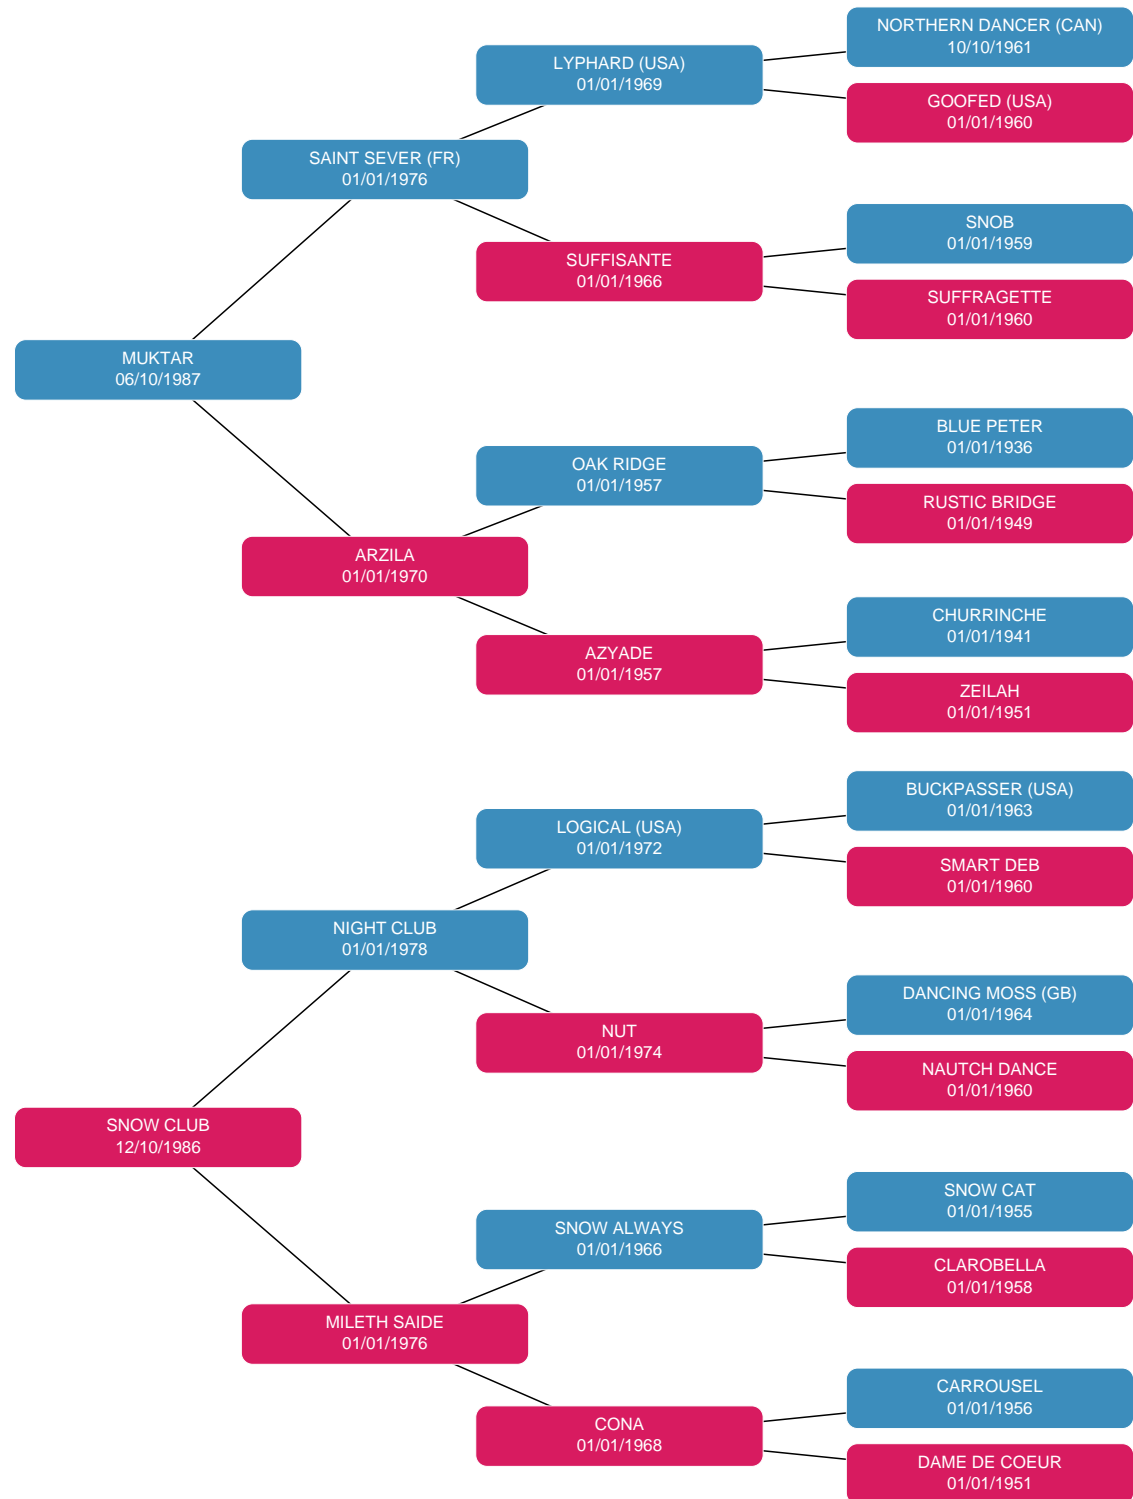 NORTHERN DANCER (CAN)
10/10/1961
LYPHARD (USA)
01/01/1969
GOOFED (USA)
01/01/1960
SAINT SEVER (FR)
01/01/1976
SNOB
01/01/1959
SUFFISANTE
01/01/1966
SUFFRAGETTE
01/01/1960
MUKTAR
06/10/1987
BLUE PETER
01/01/1936
OAK RIDGE
01/01/1957
RUSTIC BRIDGE
01/01/1949
ARZILA
01/01/1970
CHURRINCHE
01/01/1941
AZYADE
01/01/1957
ZEILAH
01/01/1951
BUCKPASSER (USA)
01/01/1963
LOGICAL (USA)
01/01/1972
SMART DEB
01/01/1960
NIGHT CLUB
01/01/1978
DANCING MOSS (GB)
01/01/1964
NUT
01/01/1974
NAUTCH DANCE
01/01/1960
SNOW CLUB
12/10/1986
SNOW CAT
01/01/1955
SNOW ALWAYS
01/01/1966
CLAROBELLA
01/01/1958
MILETH SAIDE
01/01/1976
CARROUSEL
01/01/1956
CONA
01/01/1968
DAME DE COEUR
01/01/1951